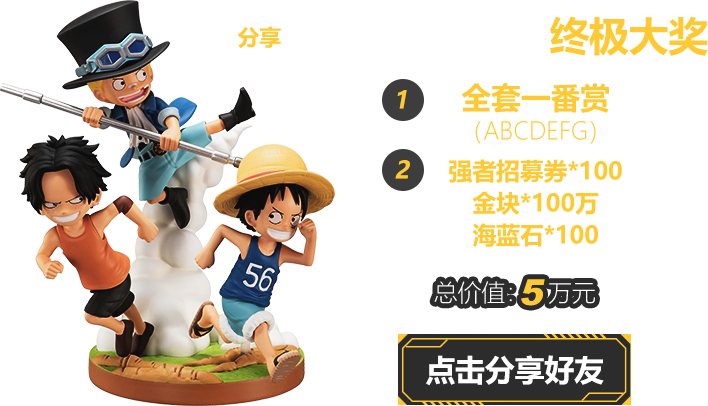 分享
终极大奖
1 全套一番赏
(ABCDEFG)
2 强者招募券*100
金块*100万
海蓝石*100
总价值:5万元
点击分享好友
56